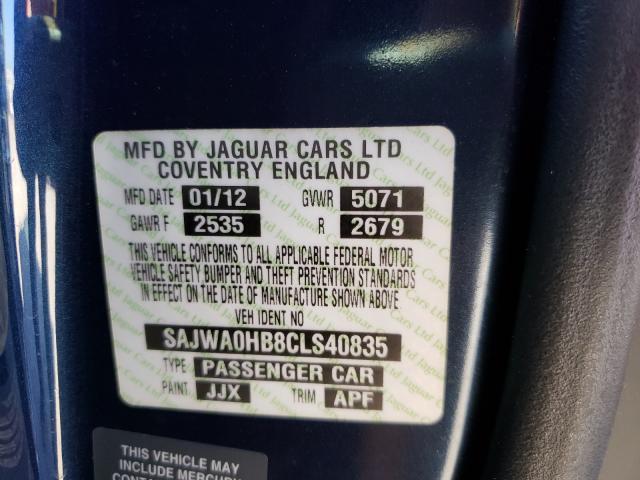 MFD BY JAGUAR CARS LTD
COVENTRY ENGLAND
MFD DATE 01/12 GVWR 5071
GAWR F 2535 R 2679
THIS VEHICLE CONFORMS TO ALL APPLICABLE FEDERAL MOTOR
VEHICLE SAFETY BUMPER AND THEFT PREVENTION STANDARDS
IN EFFECT ON THE DATE OF MANUFACTURE SHOWN ABOVE
VEH IDENT NO
SAJWA0HB8CLS40835
TYPE PASSENGER CAR
PAINT JJX TRIM APF
THIS VEHICLE MAY
INCLUDE MERCURY